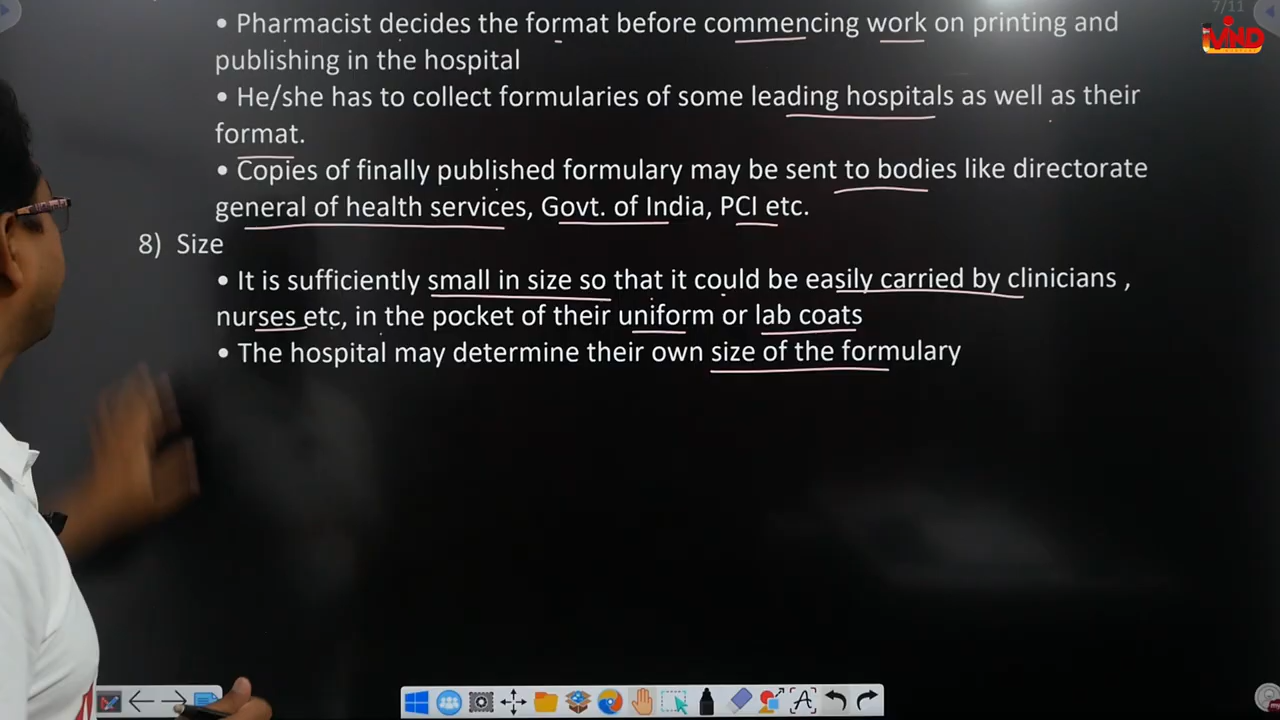 7/11
• Pharmacist decides the format before commencing work on printing and
publishing in the hospital
• He/she has to collect formularies of some leading hospitals as well as their
format.
• Copies of finally published formulary may be sent to bodies like directorate
general of health services, Govt. of India, PCI etc.
8) Size
• It is sufficiently small in size so that it could be easily carried by clinicians ,
nurses etc, in the pocket of their uniform or lab coats
• The hospital may determine their own size of the formulary